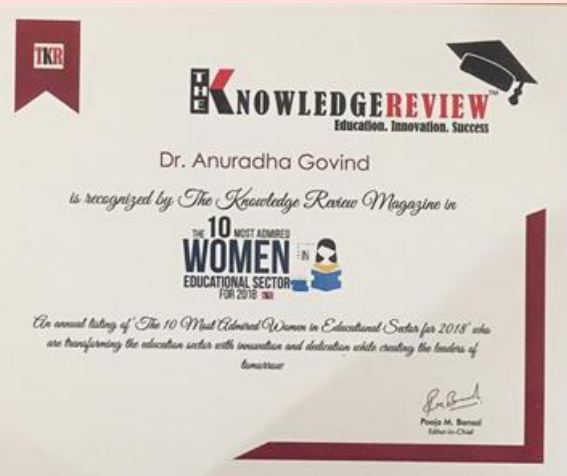 TKR
THE KNOWLEDGE REVIEW™
Education. Innovation. Success
Dr. Anuradha Govind
is recognized by The Knowledge Review Magazine in
THE 10 MOST ADMIRED
WOMEN IN
EDUCATIONAL SECTOR
FOR 2018 TKR
An annual listing of 'The 10 Most Admired Women in Educational Sector for 2018' who
are transforming the education sector with innovation and dedication while creating the leaders of
tomorrow
Pooja M. Bansal
Editor-in-Chief